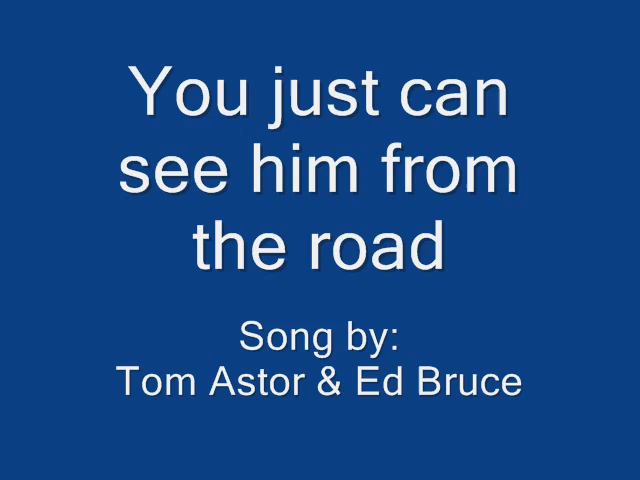 You just can
see him from
the road
Song by:
Tom Astor & Ed Bruce